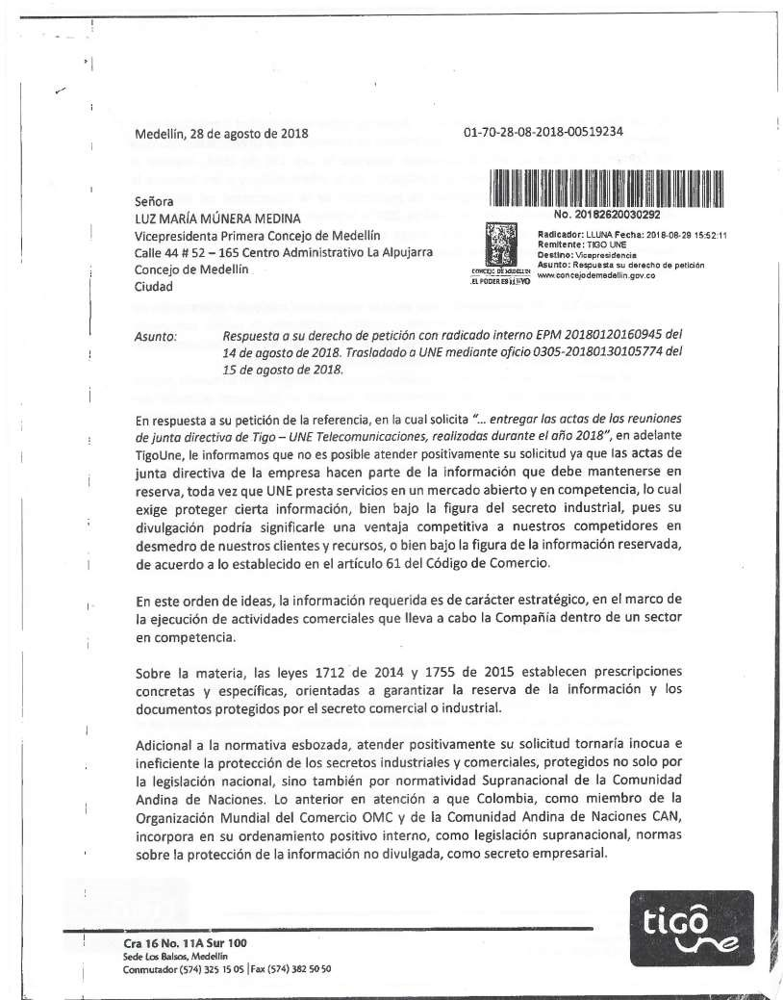 Medellín, 28 de agosto de 2018
01-70-28-08-2018-00519234
No. 20182620030292
Radicador: LLUNA Fecha: 2018-08-29 15:52:11
Remitente: TIGO UNE
Destino: Vicepresidencia
Asunto: Respuesta su derecho de petición
www.concejodemedellin.gov.co
CONCEJO DE MEDELLÍN
EL PODER ES
Señora
LUZ MARÍA MÚNERA MEDINA
Vicepresidenta Primera Concejo de Medellín
Calle 44 # 52 – 165 Centro Administrativo La Alpujarra
Concejo de Medellín
Ciudad
Asunto: Respuesta a su derecho de petición con radicado interno EPM 20180120160945 del
14 de agosto de 2018. Trasladado a UNE mediante oficio 0305-20180130105774 del
15 de agosto de 2018.
En respuesta a su petición de la referencia, en la cual solicita "... entregar las actas de las reuniones
de junta directiva de Tigo – UNE Telecomunicaciones, realizadas durante el año 2018", en adelante
TigoUne, le informamos que no es posible atender positivamente su solicitud ya que las actas de
junta directiva de la empresa hacen parte de la información que debe mantenerse en
reserva, toda vez que UNE presta servicios en un mercado abierto y en competencia, lo cual
exige proteger cierta información, bien bajo la figura del secreto industrial, pues su
divulgación podría significarle una ventaja competitiva a nuestros competidores en
desmedro de nuestros clientes y recursos, o bien bajo la figura de la información reservada,
de acuerdo a lo establecido en el artículo 61 del Código de Comercio.
En este orden de ideas, la información requerida es de carácter estratégico, en el marco de
la ejecución de actividades comerciales que lleva a cabo la Compañía dentro de un sector
en competencia.
Sobre la materia, las leyes 1712 de 2014 y 1755 de 2015 establecen prescripciones
concretas y específicas, orientadas a garantizar la reserva de la información y los
documentos protegidos por el secreto comercial o industrial.
Adicional a la normativa esbozada, atender positivamente su solicitud tornaría inocua e
ineficiente la protección de los secretos industriales y comerciales, protegidos no solo por
la legislación nacional, sino también por normatividad Supranacional de la Comunidad
Andina de Naciones. Lo anterior en atención a que Colombia, como miembro de la
Organización Mundial del Comercio OMC y de la Comunidad Andina de Naciones CAN,
incorpora en su ordenamiento positivo interno, como legislación supranacional, normas
sobre la protección de la información no divulgada, como secreto empresarial.
tigô
une
Cra 16 No. 11A Sur 100
Sede Los Balsos, Medellín
Conmutador (574) 325 15 05 | Fax (574) 382 50 50